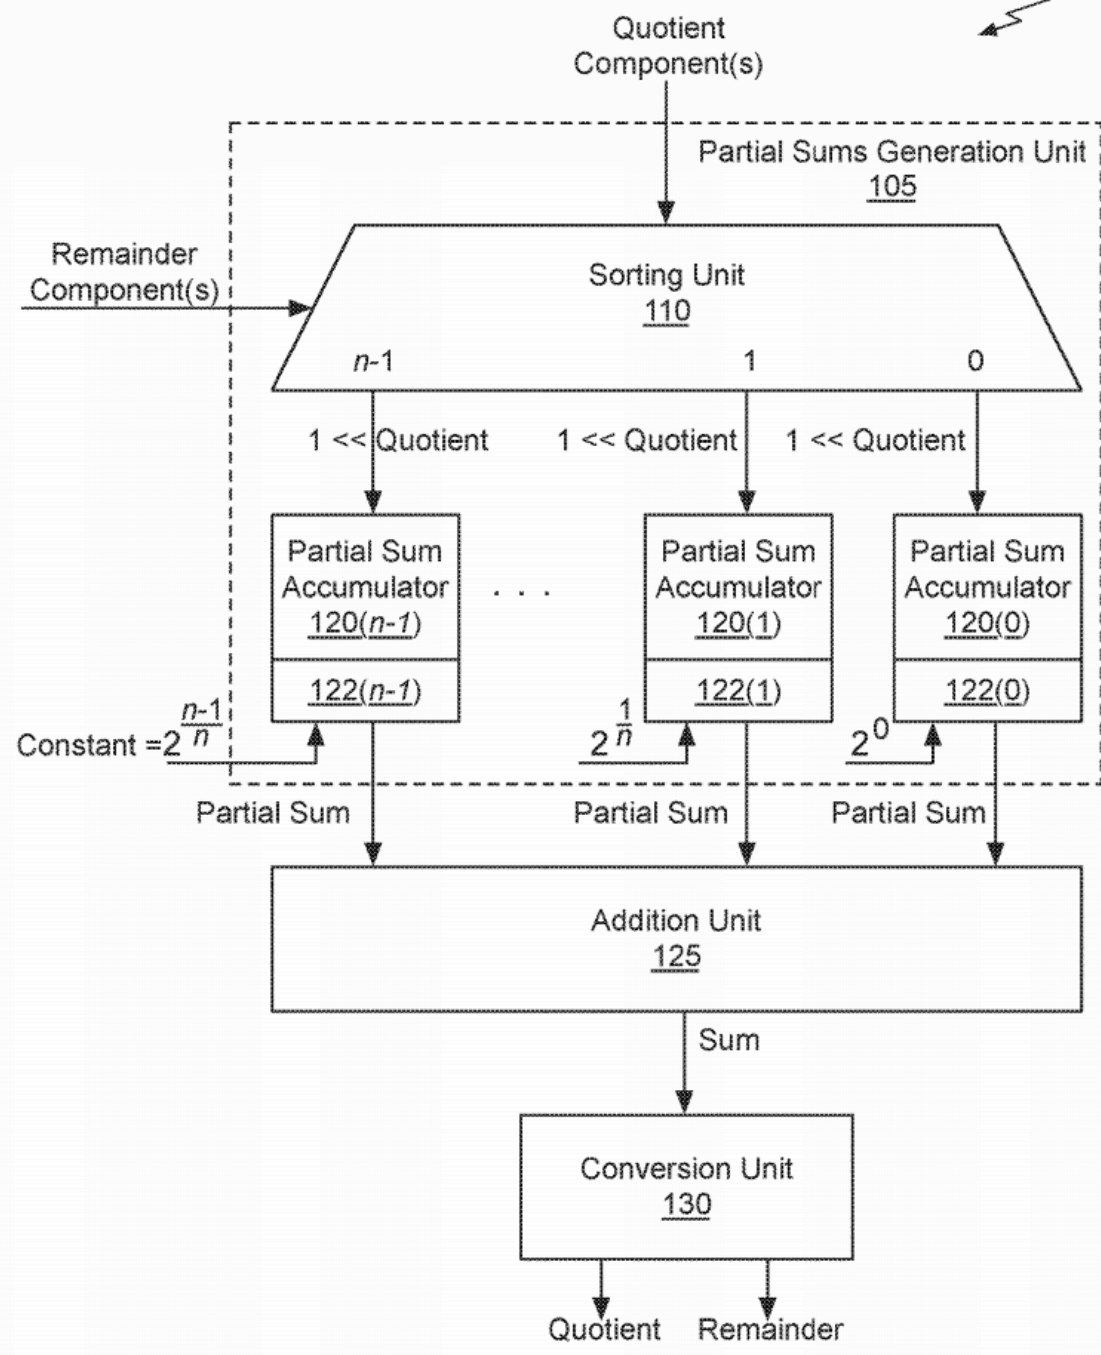 Quotient
Component(s)
Partial Sums Generation Unit
105
Remainder
Component(s)
Sorting Unit
110
n-1 1 0
1 << Quotient 1 << Quotient 1 << Quotient
Partial Sum Partial Sum Partial Sum
Accumulator . . . Accumulator Accumulator
120(n-1) 120(1) 120(0)
122(n-1) 122(1) 122(0)
Constant =2^{\frac{n-1}{n}} 2^{\frac{1}{n}} 2^0
Partial Sum Partial Sum Partial Sum
Addition Unit
125
Sum
Conversion Unit
130
Quotient Remainder